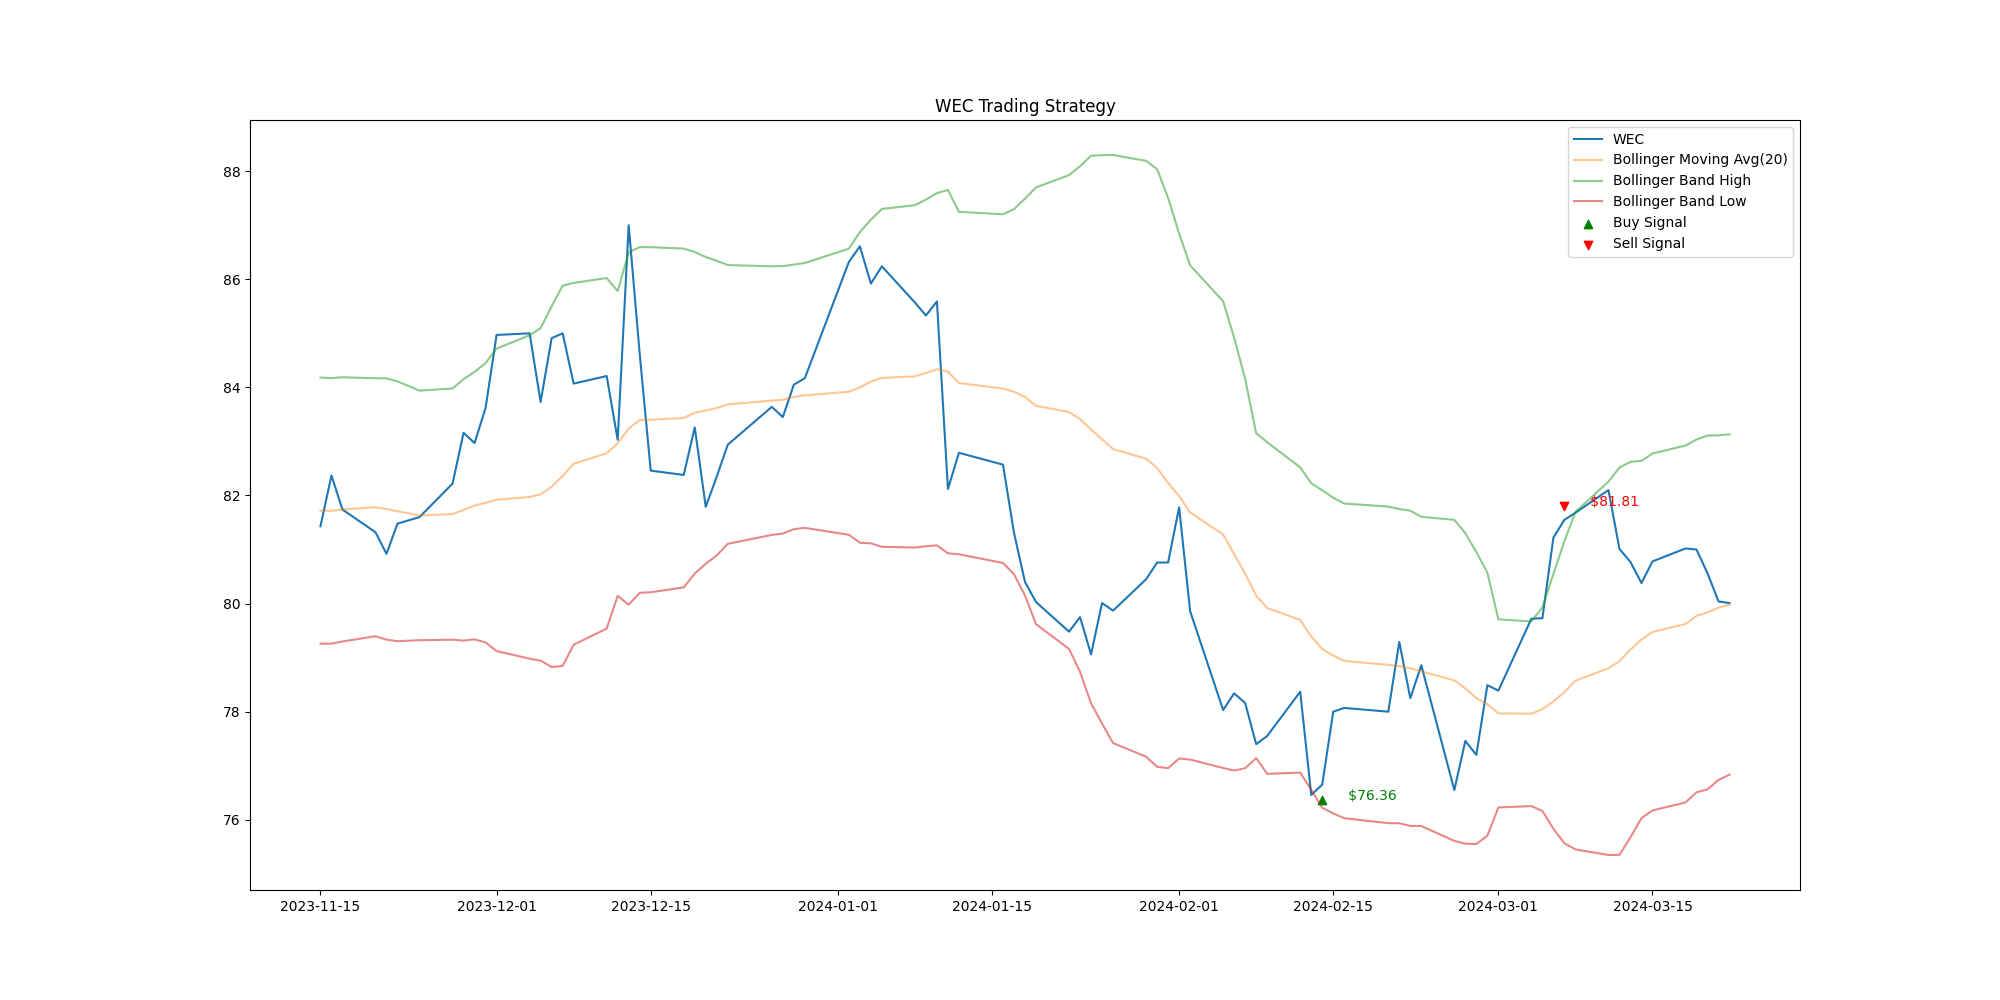 WEC Trading Strategy
WEC
Bollinger Moving Avg(20)
Bollinger Band High
Bollinger Band Low
Buy Signal
Sell Signal
88
86
84
82
80
78
76
$81.81
$76.36
2023-11-15
2023-12-01
2023-12-15
2024-01-01
2024-01-15
2024-02-01
2024-02-15
2024-03-01
2024-03-15